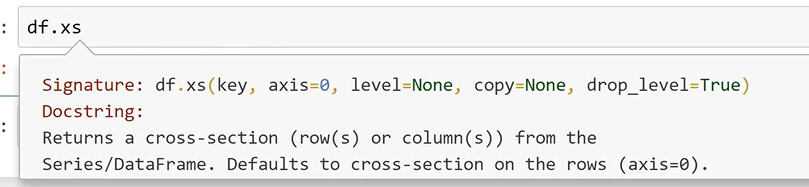 : df.xs
: Signature: df.xs(key, axis=0, level=None, copy=None, drop_level=True)
Docstring:
: Returns a cross-section (row(s) or column(s)) from the
Series/DataFrame. Defaults to cross-section on the rows (axis=0).